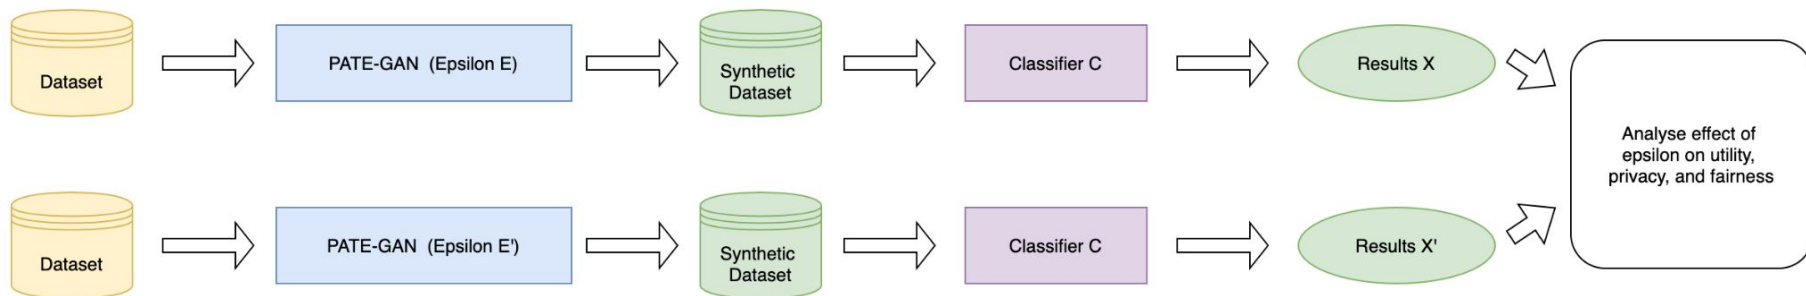 Dataset
PATE-GAN (Epsilon E)
Synthetic
Dataset
Classifier C
Results X
Dataset
PATE-GAN (Epsilon E')
Synthetic
Dataset
Classifier C
Results X'
Analyse effect of
epsilon on utility,
privacy, and fairness